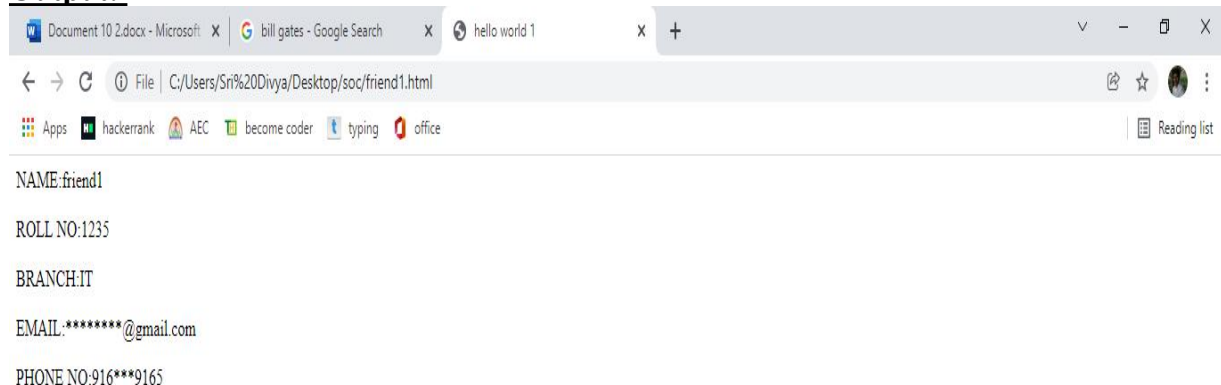 Document 10 2.docx - Microsoft bill gates - Google Search hello world 1
File C:/Users/Sri%20Divya/Desktop/soc/friend1.html
Apps hackerrank AEC become coder typing office Reading list
NAME:friend1
ROLL NO:1235
BRANCH:IT
EMAIL:********@gmail.com
PHONE NO:916***9165